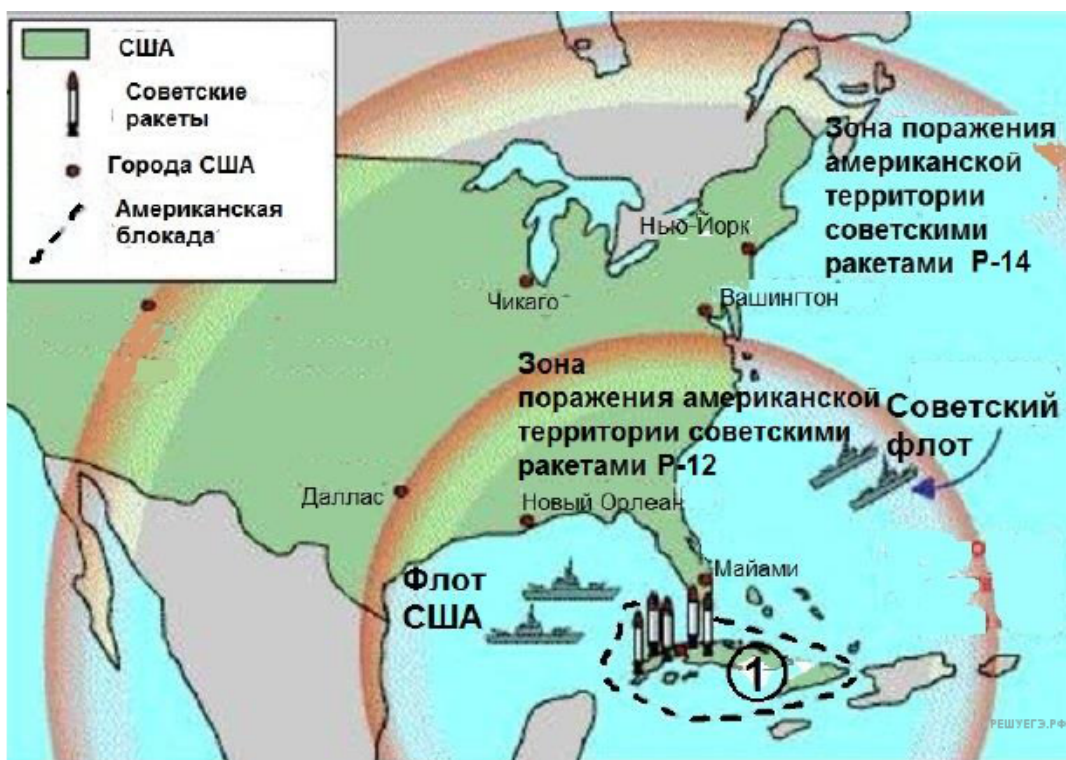 США
Советские
ракеты
Города США
Американская
блокада
Зона поражения
американской
территории
советскими
ракетами Р-14
Нью-Йорк
Чикаго
Вашингтон
Зона
поражения американской
территории советскими
ракетами Р-12
Советский
флот
Даллас
Новый Орлеан
Флот
США
Майами
1
РЕШУЕГЭ.РФ